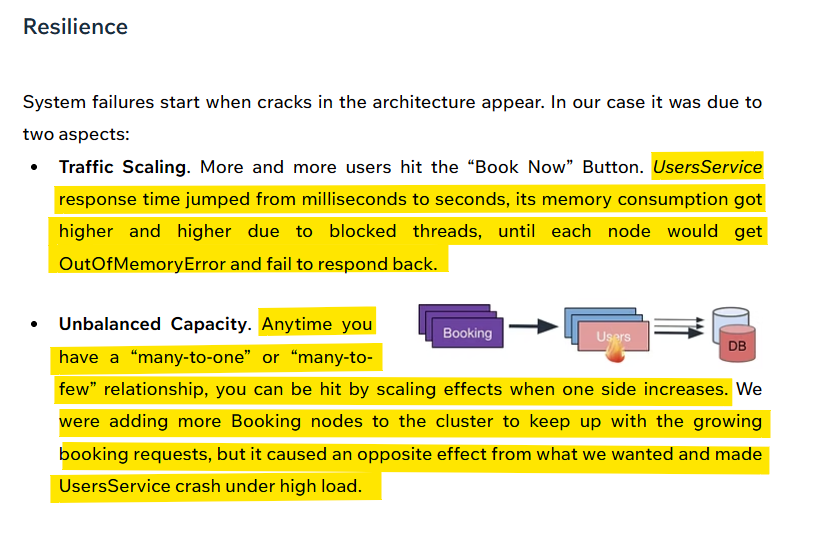 Resilience
System failures start when cracks in the architecture appear. In our case it was due to
two aspects:
• Traffic Scaling. More and more users hit the “Book Now” Button. UsersService
response time jumped from milliseconds to seconds, its memory consumption got
higher and higher due to blocked threads, until each node would get
OutOfMemoryError and fail to respond back.
• Unbalanced Capacity. Anytime you
have a “many-to-one” or “many-to-
few” relationship, you can be hit by scaling effects when one side increases. We
were adding more Booking nodes to the cluster to keep up with the growing
booking requests, but it caused an opposite effect from what we wanted and made
UsersService crash under high load.
Booking
Users
DB